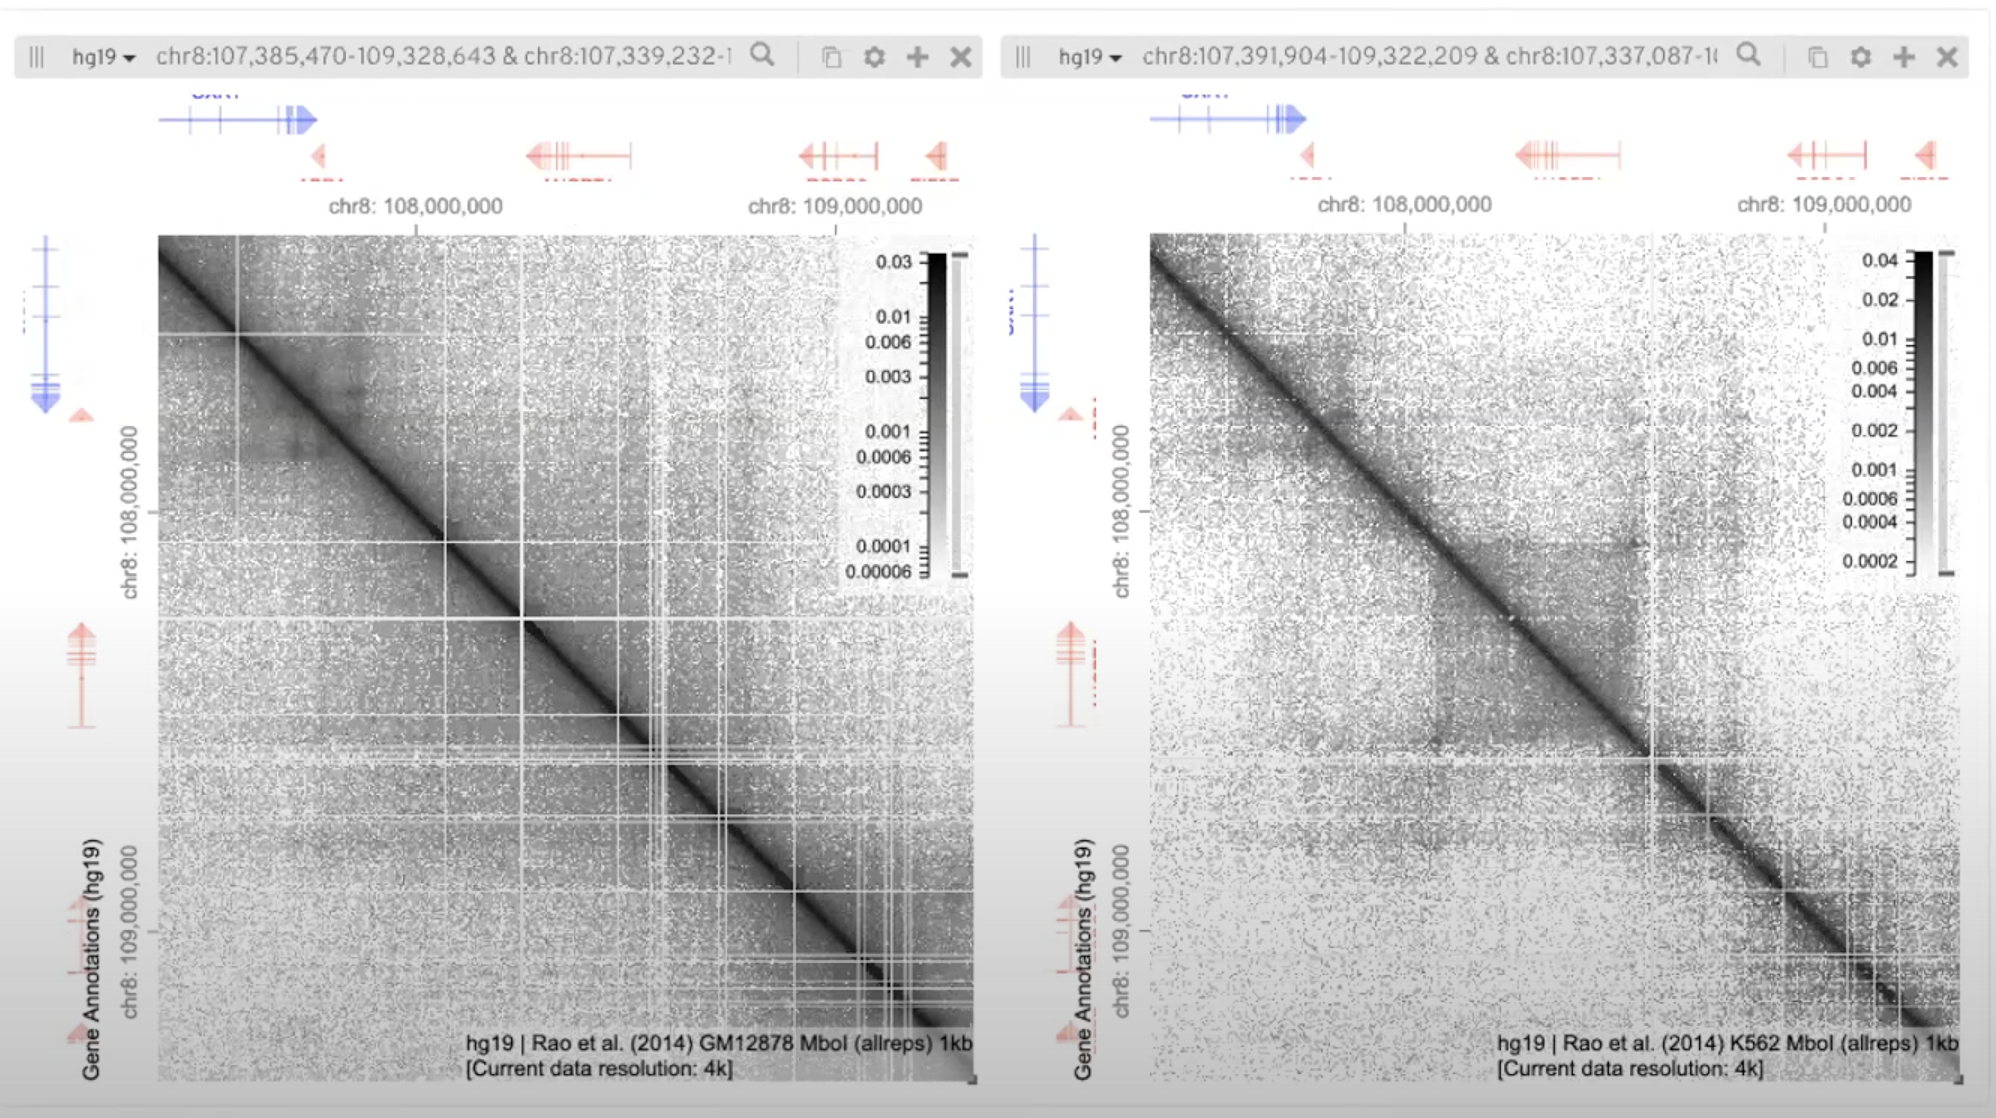 hg19 chr8:107,385,470-109,328,643 & chr8:107,339,232-1
chr8: 108,000,000 chr8: 109,000,000
chr8: 108,000,000
chr8: 109,000,000
Gene Annotations (hg19)
0.03
0.01
0.006
0.003
0.001
0.0006
0.0003
0.0001
0.00006
hg19 | Rao et al. (2014) GM12878 MboI (allreps) 1kb
[Current data resolution: 4k]
hg19 chr8:107,391,904-109,322,209 & chr8:107,337,087-1
chr8: 108,000,000 chr8: 109,000,000
chr8: 108,000,000
chr8: 109,000,000
Gene Annotations (hg19)
0.04
0.02
0.01
0.006
0.004
0.002
0.001
0.0006
0.0004
0.0002
hg19 | Rao et al. (2014) K562 MboI (allreps) 1kb
[Current data resolution: 4k]